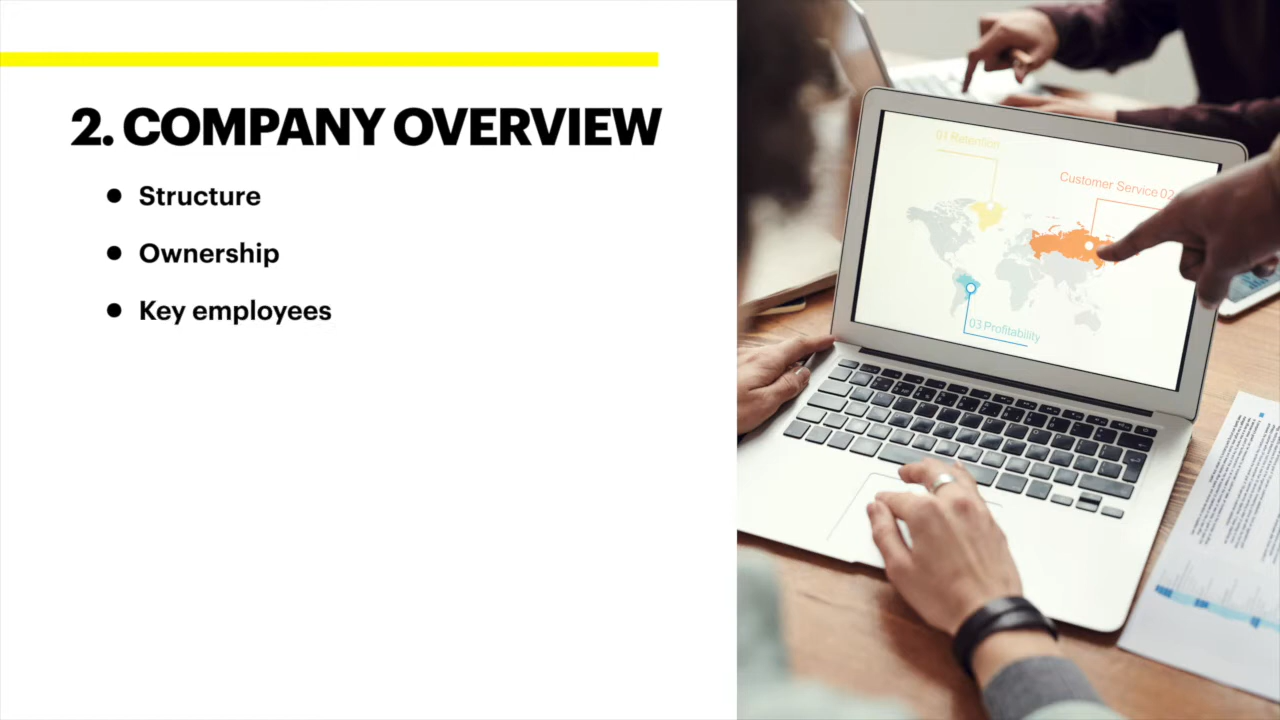 2. COMPANY OVERVIEW
Structure
Ownership
Key employees
01 Retention
Customer Service 02
03 Profitability